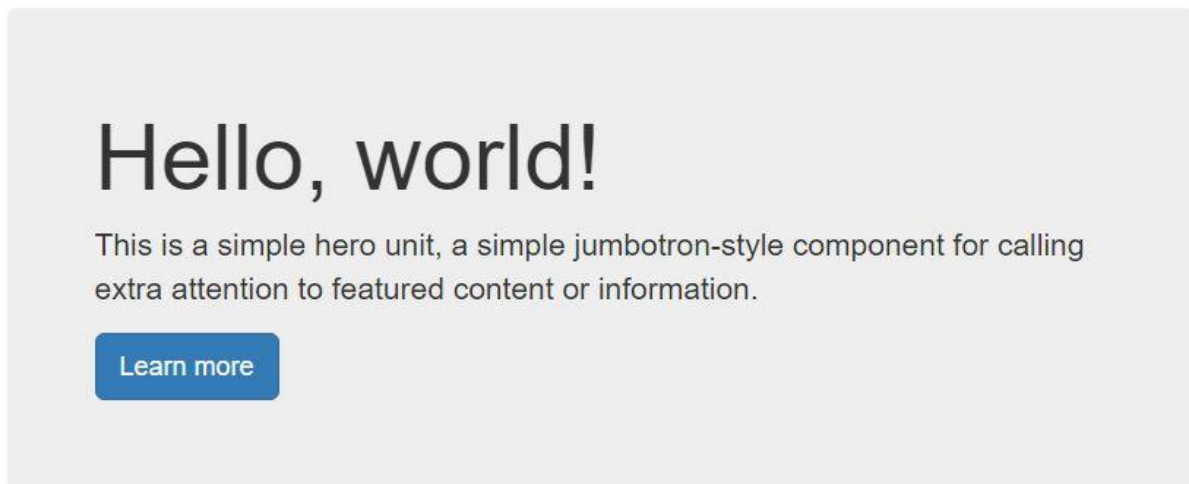 Hello, world!
This is a simple hero unit, a simple jumbotron-style component for calling
extra attention to featured content or information.
Learn more